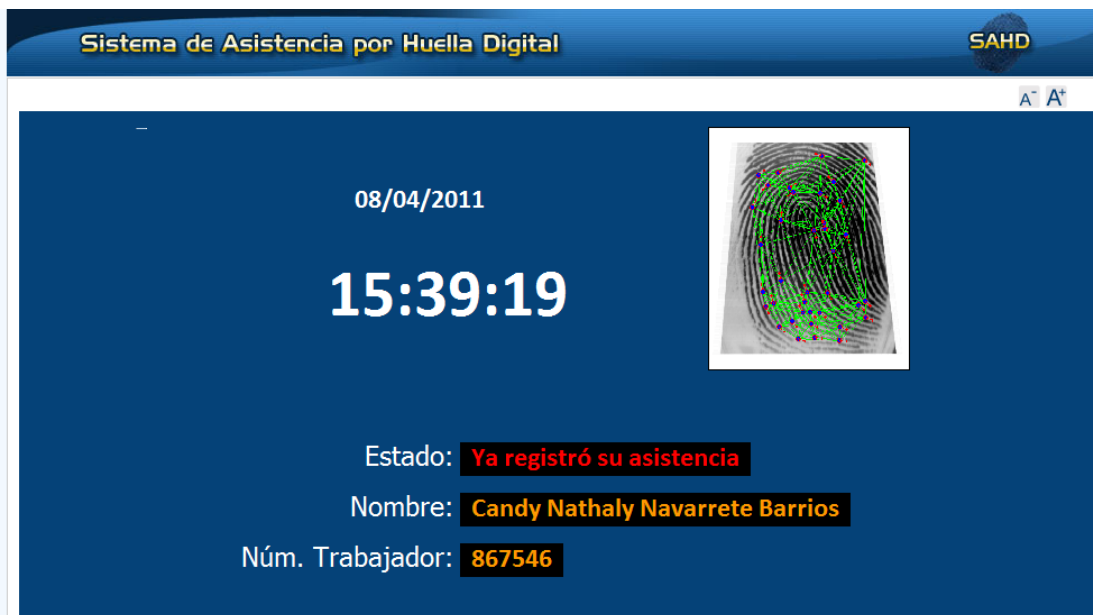 Sistema de Asistencia por Huella Digital
SAHD
A- A+
08/04/2011
15:39:19
Estado: Ya registró su asistencia
Nombre: Candy Nathaly Navarrete Barrios
Núm. Trabajador: 867546